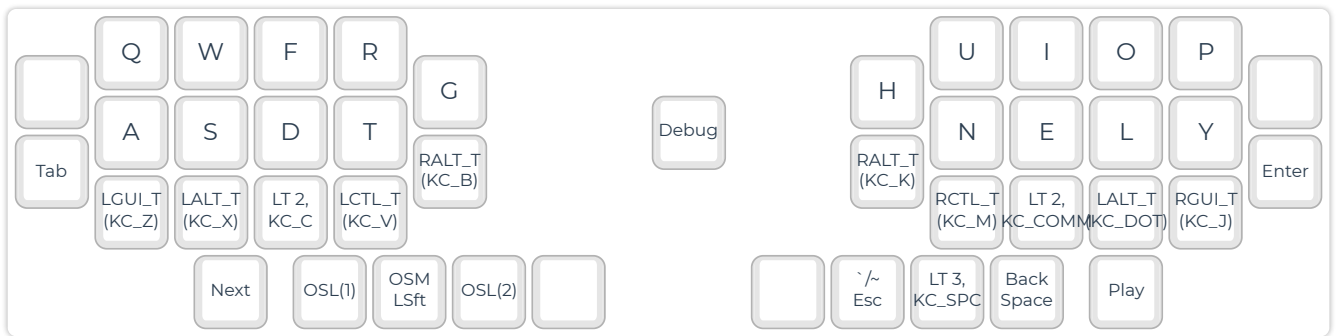 Q W F R U I O P
G H
A S D T Debug N E L Y
Tab RALT_T RALT_T Enter
(KC_B) (KC_K)
LGUI_T LALT_T LT 2, LCTL_T RCTL_T LT 2, LALT_T RGUI_T
(KC_Z) (KC_X) KC_C (KC_V) (KC_M) KC_COMM (KC_DOT) (KC_J)
Next OSL(1) OSM OSL(2) `/~ LT 3, Back Play
LSft Esc KC_SPC Space